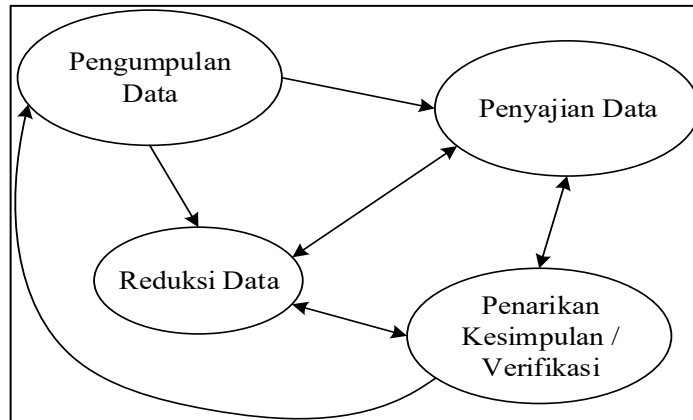 Pengumpulan
Data
Penyajian Data
Reduksi Data
Penarikan
Kesimpulan /
Verifikasi